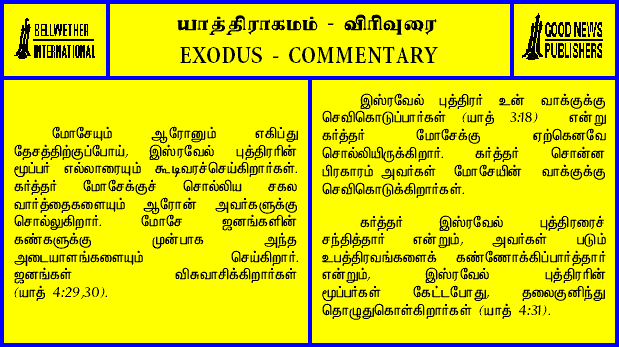 BELLWETHER
INTERNATIONAL
யாத்திராகமம் - விரிவுரை
EXODUS - COMMENTARY
GOOD NEWS
PUBLISHERS
மோசேயும் ஆரோனும் எகிப்து
தேசத்திற்குப்போய், இஸ்ரவேல் புத்திரரின்
மூப்பர் எல்லாரையும் கூடிவரச்செய்கிறார்கள்.
கர்த்தர் மோசேக்குச் சொல்லிய சகல
வார்த்தைகளையும் ஆரோன் அவர்களுக்கு
சொல்லுகிறார். மோசே ஜனங்களின்
கண்களுக்கு முன்பாக அந்த
அடையாளங்களையும் செய்கிறார்.
ஜனங்கள் விசுவாசிக்கிறார்கள்
(யாத் 4:29,30).
இஸ்ரவேல் புத்திரர் உன் வாக்குக்கு
செவிகொடுப்பார்கள் (யாத் 3:18) என்று
கர்த்தர் மோசேக்கு ஏற்கெனவே
சொல்லியிருக்கிறார். கர்த்தர் சொன்ன
பிரகாரம் அவர்கள் மோசேயின் வாக்குக்கு
செவிகொடுக்கிறார்கள்.
கர்த்தர் இஸ்ரவேல் புத்திரரைச்
சந்தித்தார் என்றும், அவர்கள் படும்
உபத்திரவங்களைக் கண்ணோக்கிப்பார்த்தார்
என்றும், இஸ்ரவேல் புத்திரரின்
மூப்பர்கள் கேட்டபோது, தலைகுனிந்து
தொழுதுகொள்கிறார்கள் (யாத் 4:31).